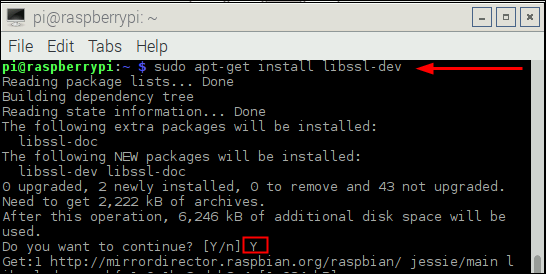 pi@raspberrypi: ~
File Edit Tabs Help
pi@raspberrypi:~ $ sudo apt-get install libssl-dev
Reading package lists... Done
Building dependency tree
Reading state information... Done
The following extra packages will be installed:
libssl-doc
The following NEW packages will be installed:
libssl-dev libssl-doc
0 upgraded, 2 newly installed, 0 to remove and 43 not upgraded.
Need to get 2,222 kB of archives.
After this operation, 6,246 kB of additional disk space will be
used.
Do you want to continue? [Y/n] Y
Get:1 http://mirrordirector.raspbian.org/raspbian/ jessie/main l